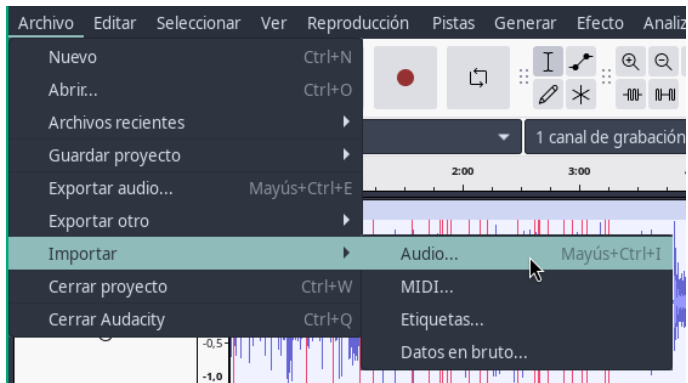 Archivo Editar Seleccionar Ver Reproducción Pistas Generar Efecto
Nuevo Ctrl+N
Abrir... Ctrl+O
Archivos recientes
Guardar proyecto
Exportar audio... Mayús+Ctrl+E
Exportar otro
Importar
Cerrar proyecto Ctrl+W
Cerrar Audacity Ctrl+Q
1 canal de grabación
2:00 3:00
Audio... Mayús+Ctrl+I
MIDI...
Etiquetas...
Datos en bruto...
-0,5
-1,0